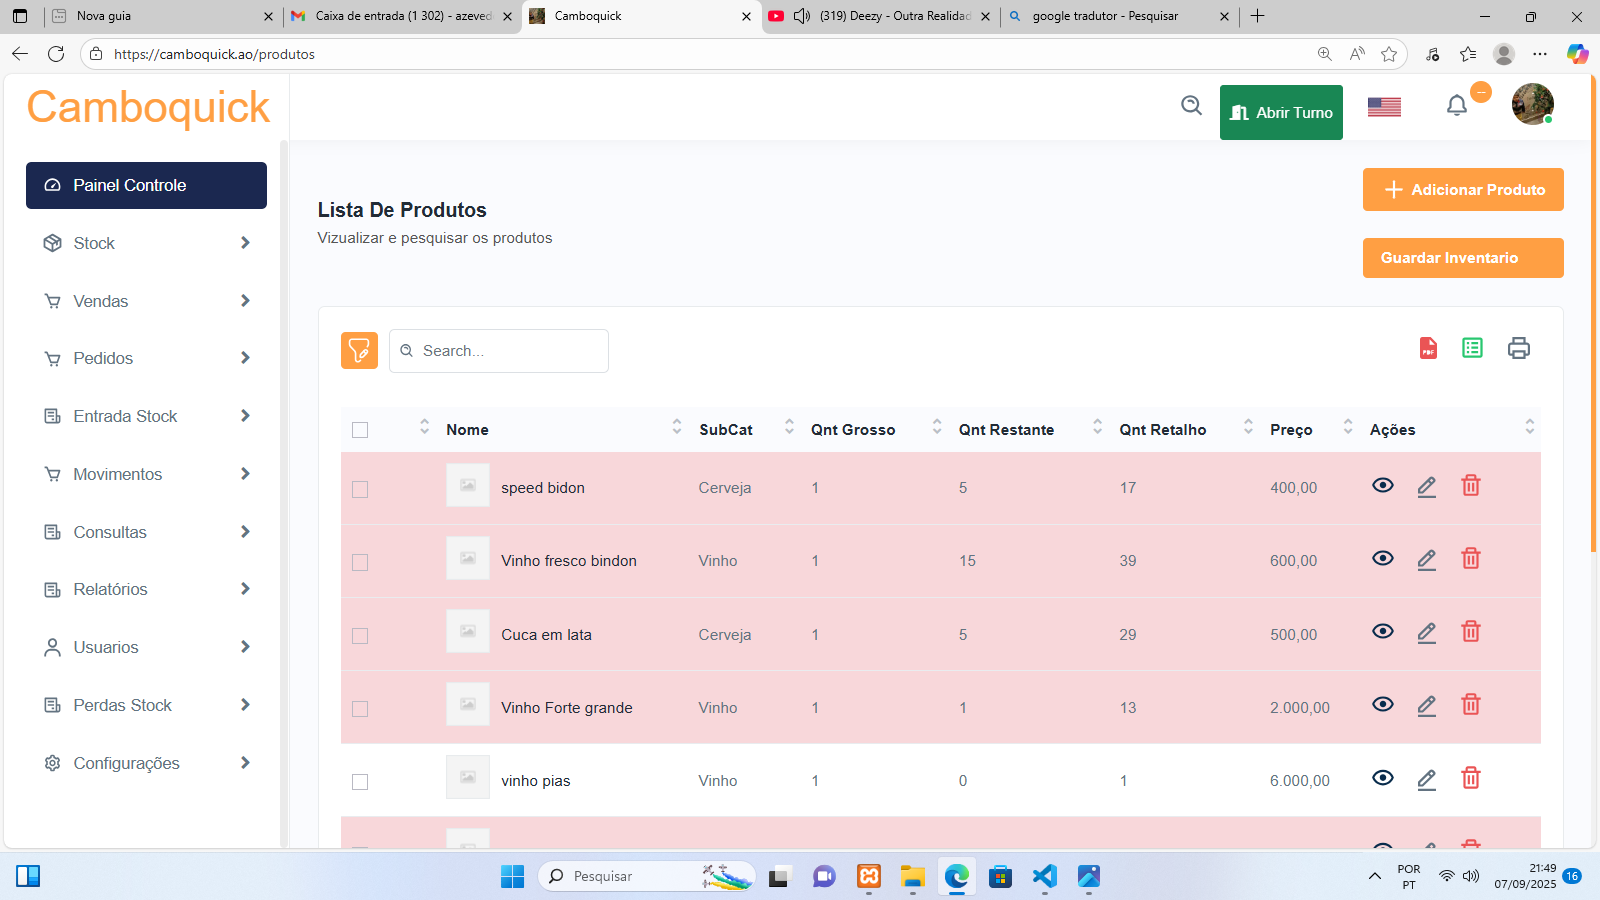 Nova guia
Caixa de entrada (1 302) - azeved
Camboquick
(319) Deezy - Outra Realidad
google tradutor - Pesquisar
https://camboquick.ao/produtos
Camboquick
Abrir Turno
Painel Controle
Stock
Vendas
Pedidos
Entrada Stock
Movimentos
Consultas
Relatórios
Usuarios
Perdas Stock
Configurações
Lista De Produtos
Vizualizar e pesquisar os produtos
Adicionar Produto
Guardar Inventario
Search...
PDF
Nome SubCat Qnt Grosso Qnt Restante Qnt Retalho Preço Ações
speed bidon Cerveja 1 5 17 400,00
Vinho fresco bindon Vinho 1 15 39 600,00
Cuca em lata Cerveja 1 5 29 500,00
Vinho Forte grande Vinho 1 1 13 2.000,00
vinho pias Vinho 1 0 1 6.000,00
Pesquisar
POR
PT
21:49
07/09/2025
16